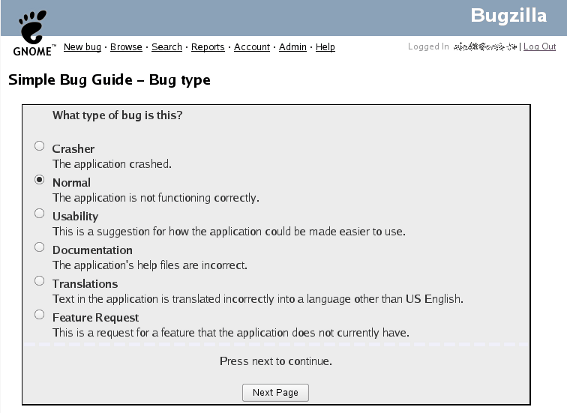 Bugzilla
GNOME™ New bug · Browse · Search · Reports · Account · Admin · Help Logged In | Log Out
Simple Bug Guide – Bug type
What type of bug is this?
Crasher
The application crashed.
Normal
The application is not functioning correctly.
Usability
This is a suggestion for how the application could be made easier to use.
Documentation
The application's help files are incorrect.
Translations
Text in the application is translated incorrectly into a language other than US English.
Feature Request
This is a request for a feature that the application does not currently have.
Press next to continue.
Next Page